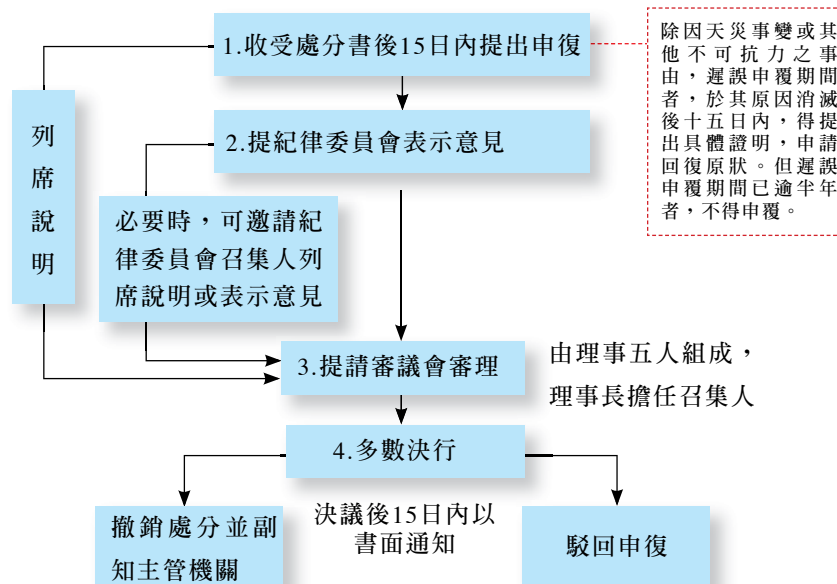 1.收受處分書後15日內提出申復
除因天災事變或其
他不可抗力之事
由，遲誤申覆期間
者，於其原因消滅
後十五日內，得提
出具體證明，申請
回復原狀。但遲誤
申覆期間已逾半年
者，不得申覆。
列
席
說
明
2.提紀律委員會表示意見
必要時，可邀請紀
律委員會召集人列
席說明或表示意見
3.提請審議會審理
由理事五人組成，
理事長擔任召集人
4.多數決行
撤銷處分並副
知主管機關
決議後15日內以
書面通知
駁回申復